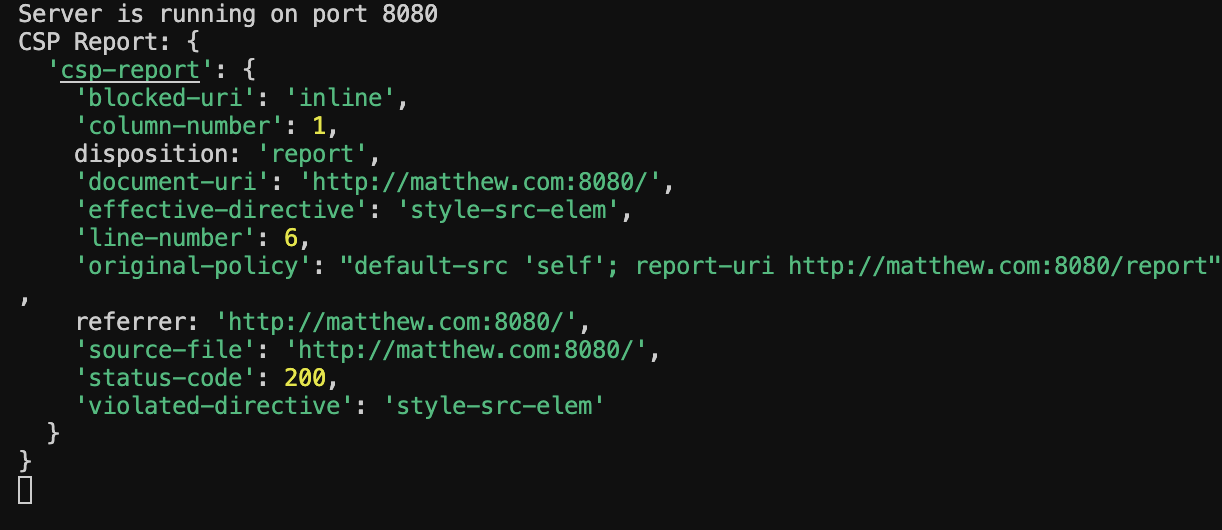 Server is running on port 8080
CSP Report: {
  'csp-report': {
    'blocked-uri': 'inline',
    'column-number': 1,
    disposition: 'report',
    'document-uri': 'http://matthew.com:8080/',
    'effective-directive': 'style-src-elem',
    'line-number': 6,
    'original-policy': "default-src 'self'; report-uri http://matthew.com:8080/report"
,
    referrer: 'http://matthew.com:8080/',
    'source-file': 'http://matthew.com:8080/',
    'status-code': 200,
    'violated-directive': 'style-src-elem'
  }
}